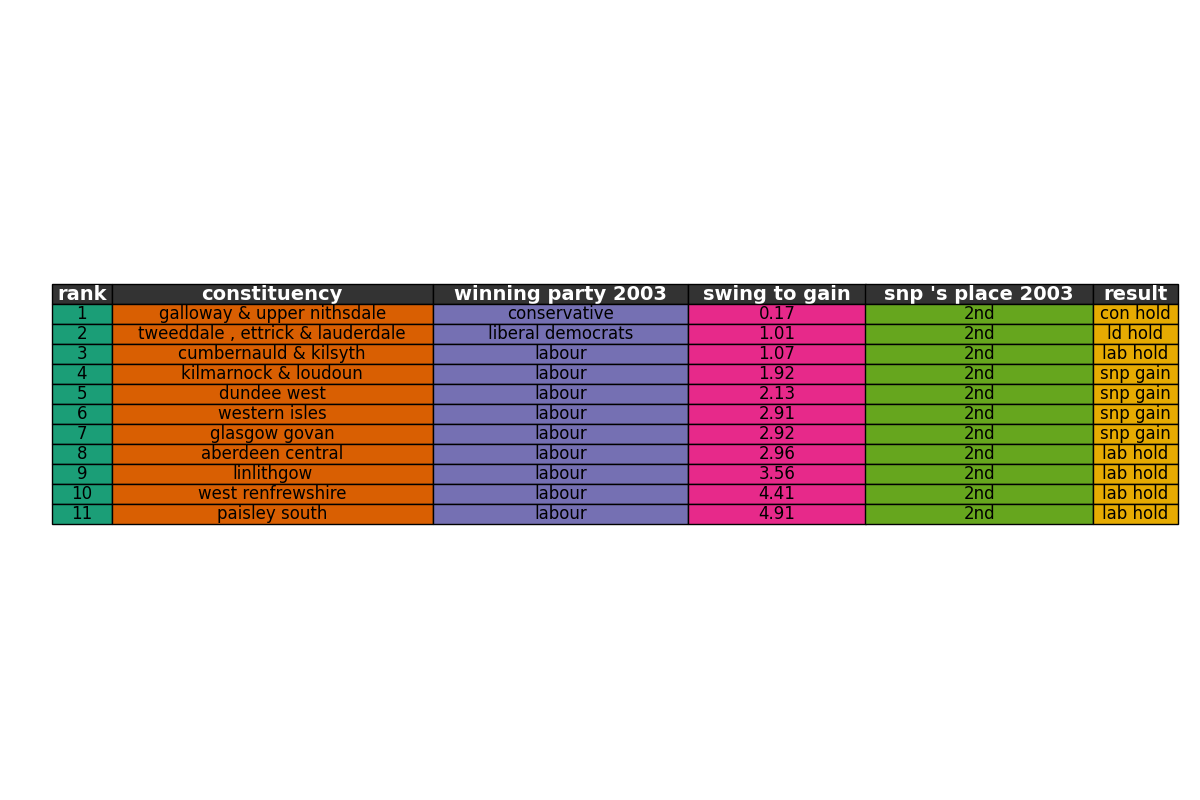 rank constituency winning party 2003 swing to gain snp 's place 2003 result
1 galloway & upper nithsdale conservative 0.17 2nd con hold
2 tweeddale , ettrick & lauderdale liberal democrats 1.01 2nd ld hold
3 cumbernauld & kilsyth labour 1.07 2nd lab hold
4 kilmarnock & loudoun labour 1.92 2nd snp gain
5 dundee west labour 2.13 2nd snp gain
6 western isles labour 2.91 2nd snp gain
7 glasgow govan labour 2.92 2nd snp gain
8 aberdeen central labour 2.96 2nd lab hold
9 linlithgow labour 3.56 2nd lab hold
10 west renfrewshire labour 4.41 2nd lab hold
11 paisley south labour 4.91 2nd lab hold